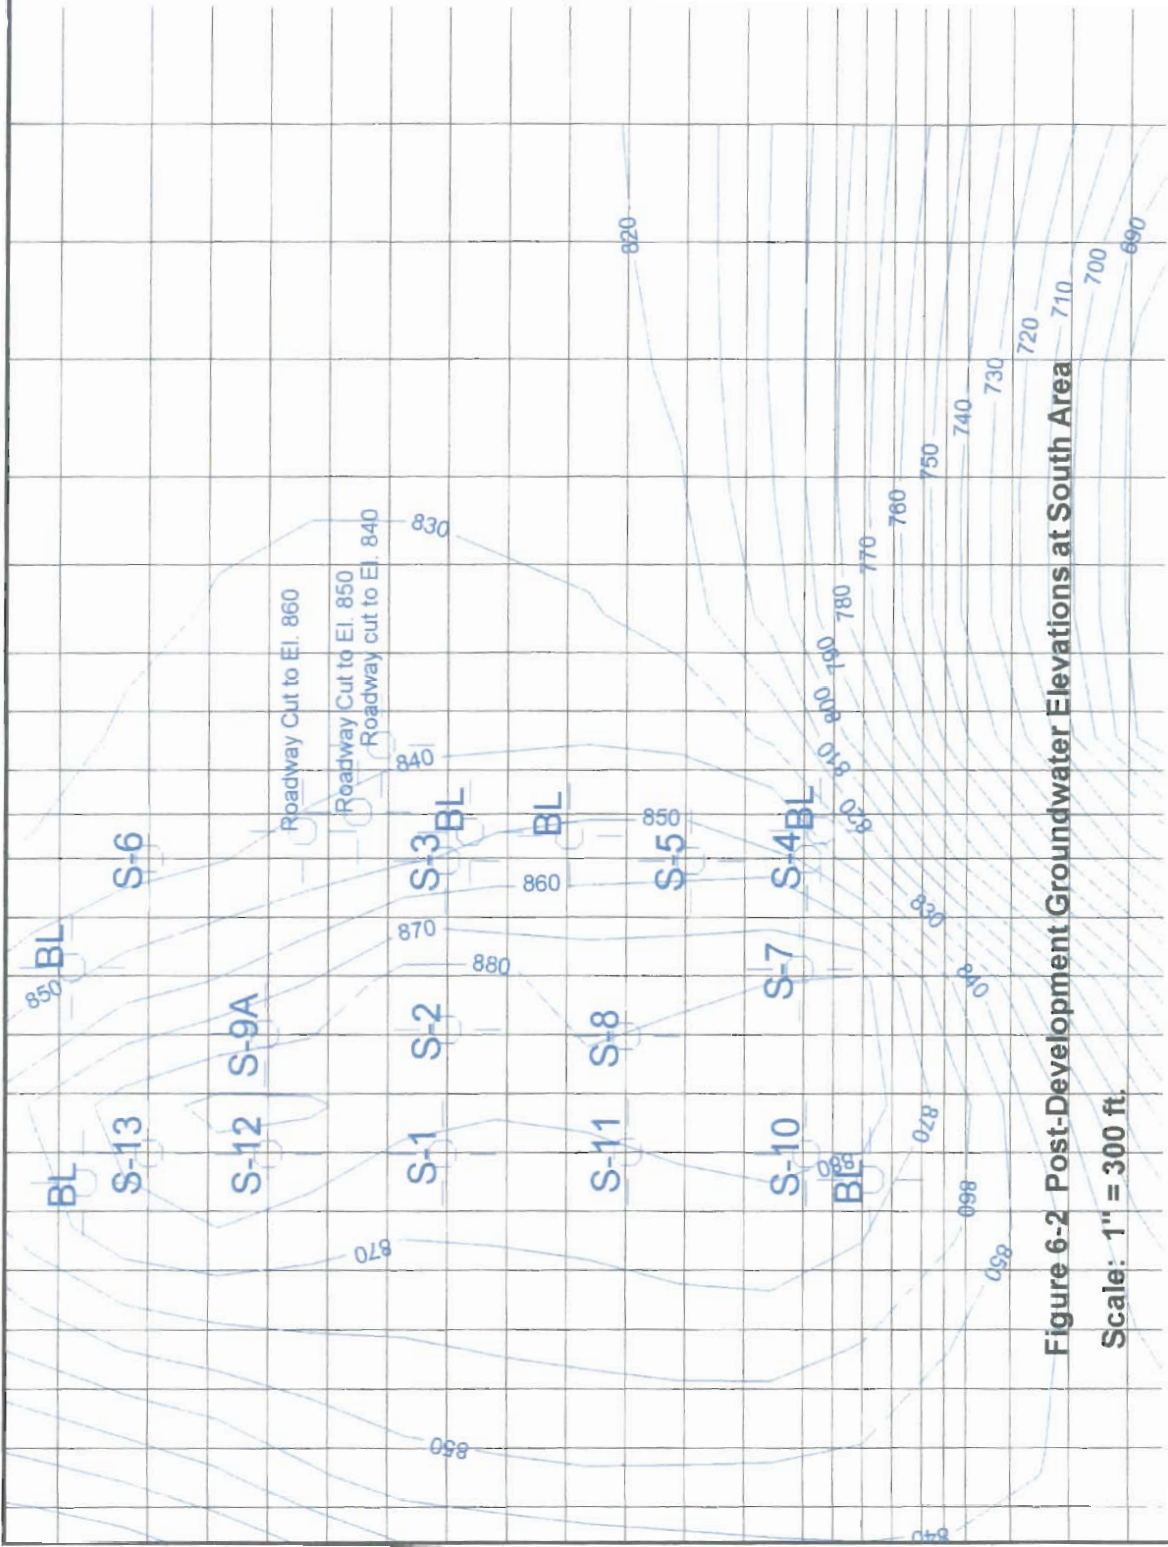 820
690
700
710
720
730
740
750
760
770
780
790
800
810
820
830
840
830
Roadway Cut to El. 860
Roadway Cut to El. 850
Roadway cut to El. 840
840
850
860
870
880
850
BL
S-6
S-3
BL
BL
S-5
S-4
BL
S-9A
S-2
S-8
S-7
BL
S-13
S-12
S-1
S-11
S-10
BL
880
870
870
860
850
850
840
Figure 6-2 Post-Development Groundwater Elevations at South Area
Scale: 1" = 300 ft.